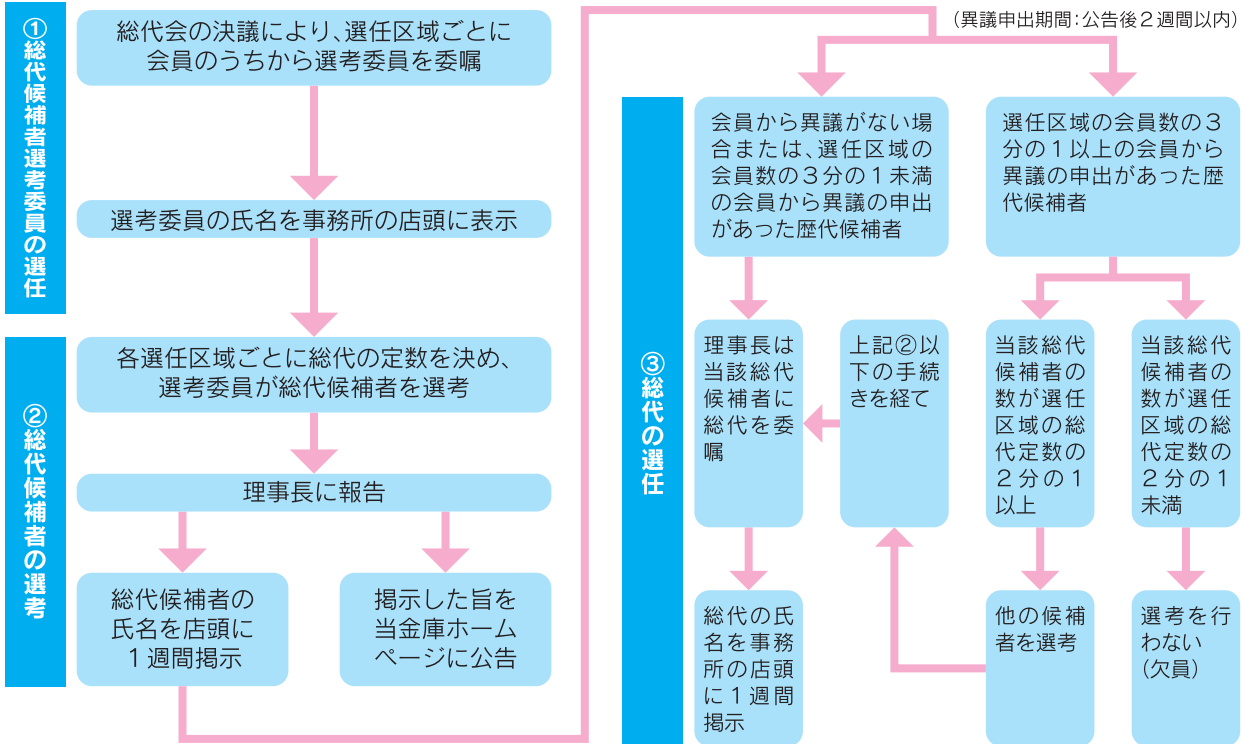 ①総代候補者選考委員の選任
総代会の決議により、選任区域ごとに
会員のうちから選考委員を委嘱
選考委員の氏名を事務所の店頭に表示
②総代候補者の選考
各選任区域ごとに総代の定数を決め、
選考委員が総代候補者を選考
理事長に報告
総代候補者の
氏名を店頭に
1週間掲示
掲示した旨を
当金庫ホーム
ページに公告
(異議申出期間:公告後2週間以内)
③総代の選任
会員から異議がない場
合または、選任区域の
会員数の3分の1未満
の会員から異議の申出
があった歴代候補者
選任区域の会員数の3
分の1以上の会員から
異議の申出があった歴
代候補者
理事長は
当該総代
候補者に
総代を委
嘱
上記②以
下の手続
きを経て
当該総代
候補者の
数が選任
区域の総
代定数の
2分の1
以上
当該総代
候補者の
数が選任
区域の総
代定数の
2分の1
未満
総代の氏
名を事務
所の店頭
に1週間
掲示
他の候補
者を選考
選考を行
わない
(欠員)